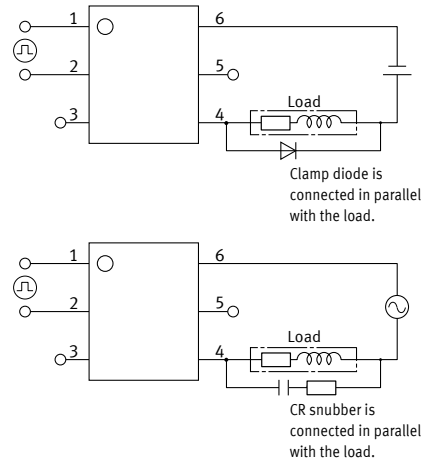 1
6
2
5
3
4
Load
Clamp diode is
connected in parallel
with the load.
1
6
2
5
3
4
Load
CR snubber is
connected in parallel
with the load.